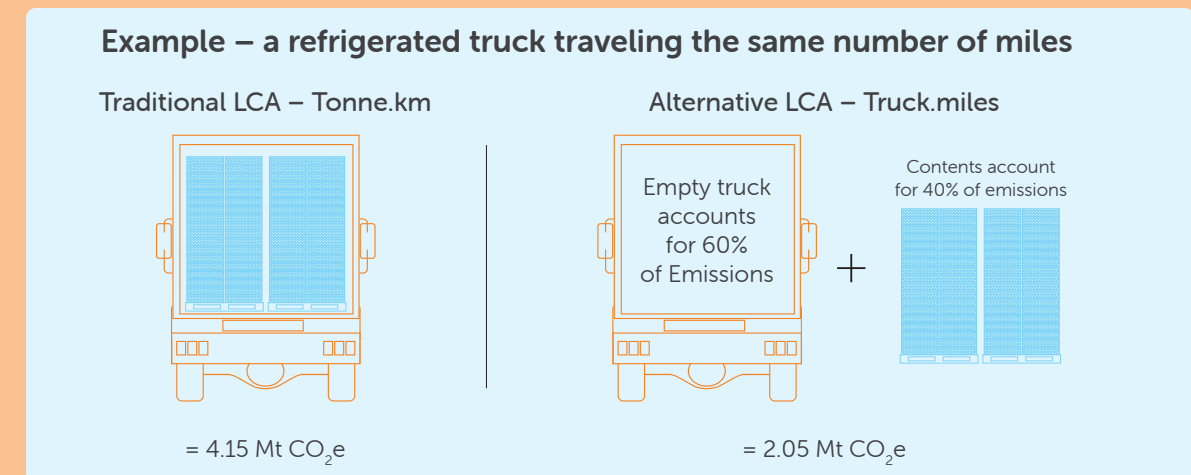 Example – a refrigerated truck traveling the same number of miles
Traditional LCA – Tonne.km
= 4.15 Mt CO₂e
Alternative LCA – Truck.miles
Empty truck
accounts
for 60%
of Emissions
+
Contents account
for 40% of emissions
= 2.05 Mt CO₂e